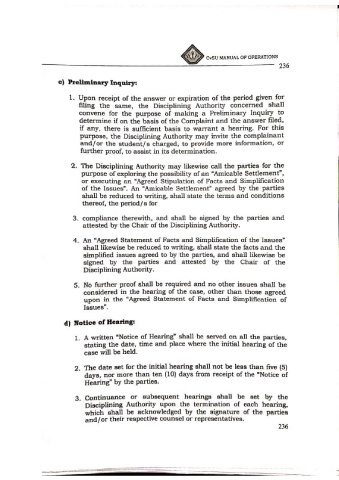 CvSU MANUAL OF OPERATIONS
236
c) Preliminary Inquiry:
1. Upon receipt of the answer or expiration of the period given for
filing the same, the Disciplining Authority concerned shall
convene for the purpose of making a Preliminary Inquiry to
determine if on the basis of the Complaint and the answer filed,
if any, there is sufficient basis to warrant a hearing. For this
purpose, the Disciplining Authority may invite the complainant
and/or the student/s charged, to provide more information, or
further proof, to assist in its determination.
2. The Disciplining Authority may likewise call the parties for the
purpose of exploring the possibility of an "Amicable Settlement",
or executing an "Agreed Stipulation of Facts and Simplification
of the Issues". An "Amicable Settlement" agreed by the parties
shall be reduced to writing, shall state the terms and conditions
thereof, the period/s for
3. compliance therewith, and shall be signed by the parties and
attested by the Chair of the Disciplining Authority.
4. An "Agreed Statement of Facts and Simplification of the Issues"
shall likewise be reduced to writing, shall state the facts and the
simplified issues agreed to by the parties, and shall likewise be
signed by the parties and attested by the Chair of the
Disciplining Authority.
5. No further proof shall be required and no other issues shall be
considered in the hearing of the case, other than those agreed
upon in the "Agreed Statement of Facts and Simplification of
Issues".
d) Notice of Hearing:
1. A written "Notice of Hearing" shall be served on all the parties,
stating the date, time and place where the initial hearing of the
case will be held.
2. The date set for the initial hearing shall not be less than five (5)
days, nor more than ten (10) days from receipt of the "Notice of
Hearing" by the parties.
3. Continuance or subsequent hearings shall be set by the
Disciplining Authority upon the termination of each hearing,
which shall be acknowledged by the signature of the parties
and/or their respective counsel or representatives.
236